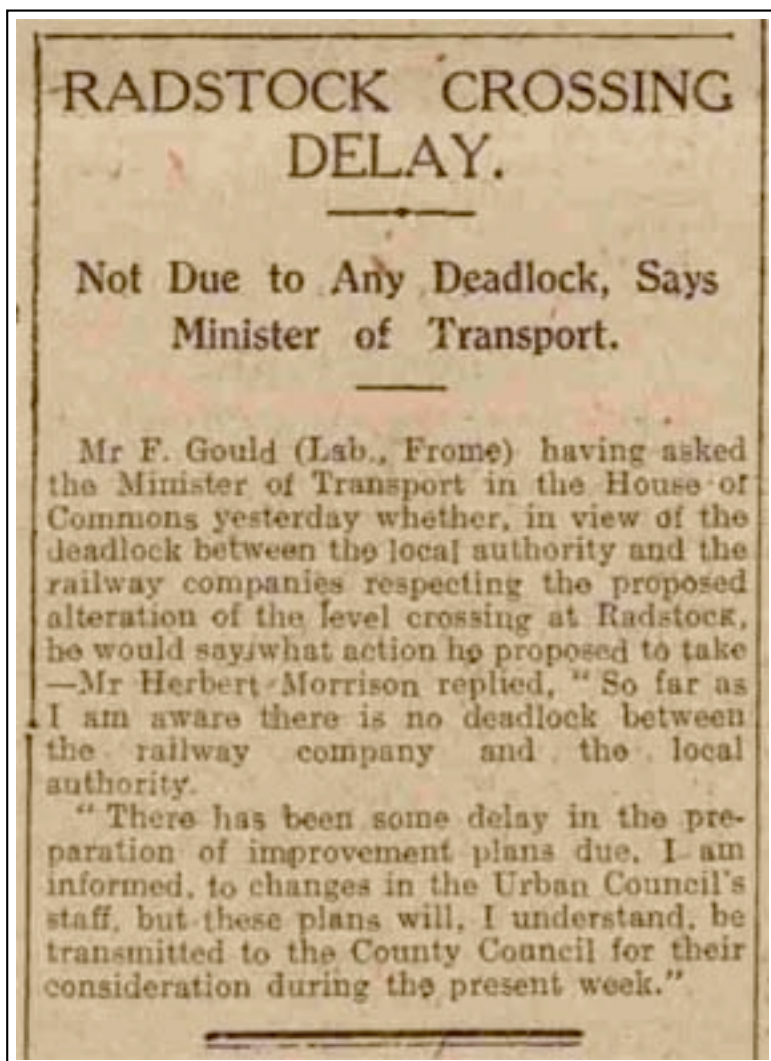 RADSTOCK CROSSING
DELAY.
Not Due to Any Deadlock, Says
Minister of Transport.
Mr F. Gould (Lab., Frome) having asked
the Minister of Transport in the House of
Commons yesterday whether, in view of the
deadlock between the local authority and the
railway companies respecting the proposed
alteration of the level crossing at Radstock,
he would say what action he proposed to take
—Mr Herbert Morrison replied, "So far as
I am aware there is no deadlock between
the railway company and the local
authority.
"There has been some delay in the pre-
paration of improvement plans due, I am
informed, to changes in the Urban Council's
staff, but these plans will, I understand, be
transmitted to the County Council for their
consideration during the present week."